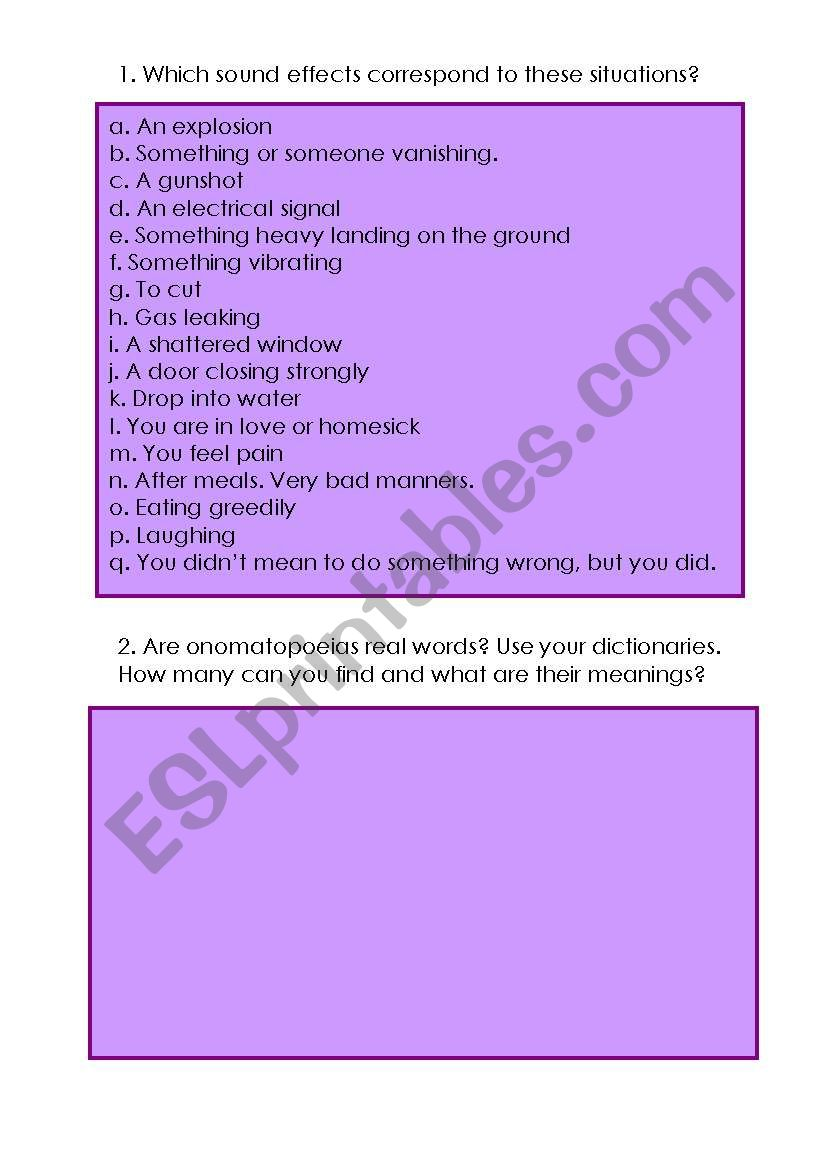 1. Which sound effects correspond to these situations?
a. An explosion
b. Something or someone vanishing.
c. A gunshot
d. An electrical signal
e. Something heavy landing on the ground
f. Something vibrating
g. To cut
h. Gas leaking
i. A shattered window
j. A door closing strongly
k. Drop into water
l. You are in love or homesick
m. You feel pain
n. After meals. Very bad manners.
o. Eating greedily
p. Laughing
q. You didn't mean to do something wrong, but you did.
2. Are onomatopoeias real words? Use your dictionaries.
How many can you find and what are their meanings?
ESLprintables.com